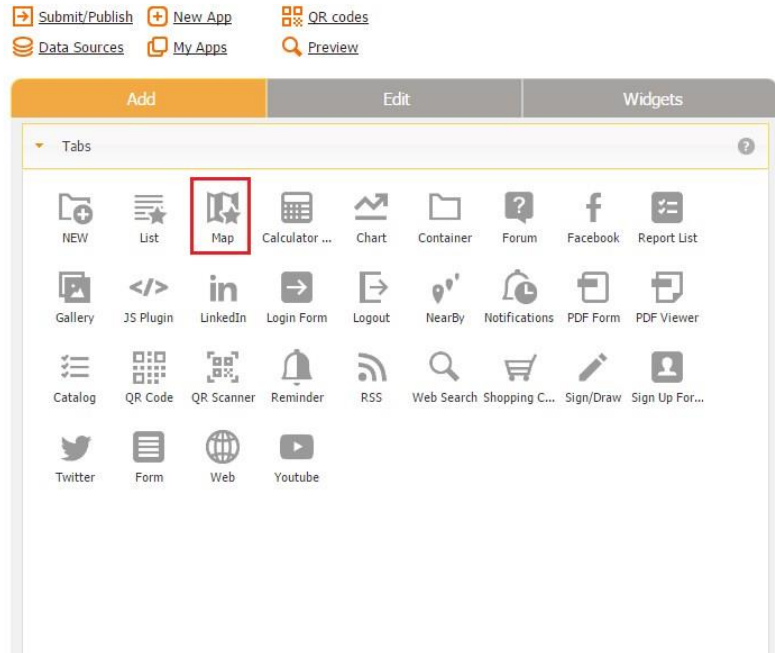 Submit/Publish New App QR codes
Data Sources My Apps Preview
Add Edit Widgets
Tabs ?
NEW List Map Calculator ... Chart Container Forum Facebook Report List
Gallery JS Plugin LinkedIn Login Form Logout NearBy Notifications PDF Form PDF Viewer
Catalog QR Code QR Scanner Reminder RSS Web Search Shopping C... Sign/Draw Sign Up For...
Twitter Form Web Youtube